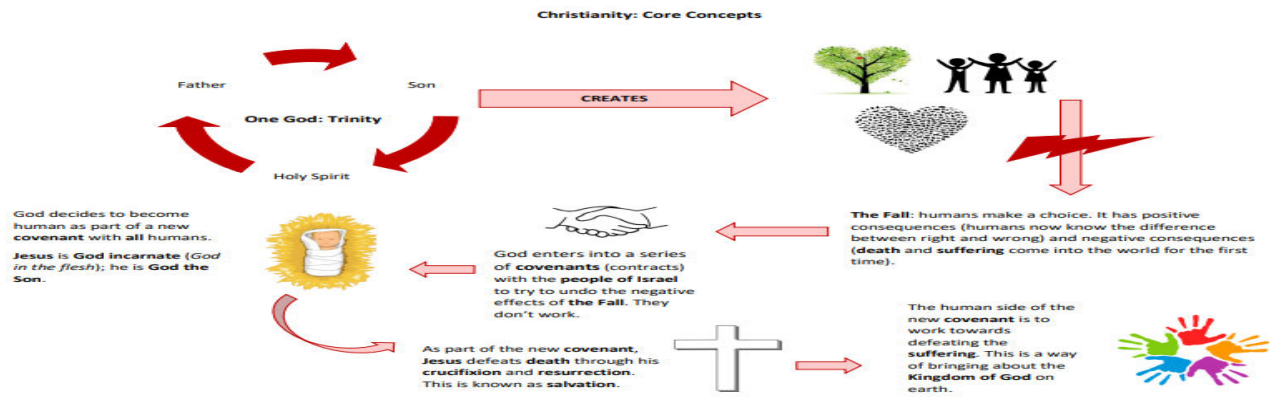 Christianity: Core Concepts
Father
Son
One God: Trinity
Holy Spirit
CREATES
The Fall: humans make a choice. It has positive
consequences (humans now know the difference
between right and wrong) and negative consequences
(death and suffering come into the world for the first
time).
God enters into a series
of covenants (contracts)
with the people of Israel
to try to undo the negative
effects of the Fall. They
don't work.
God decides to become
human as part of a new
covenant with all humans.
Jesus is God incarnate (God
in the flesh); he is God the
Son.
As part of the new covenant,
Jesus defeats death through his
crucifixion and resurrection.
This is known as salvation.
The human side of the
new covenant is to
work towards
defeating the
suffering. This is a way
of bringing about the
Kingdom of God on
earth.